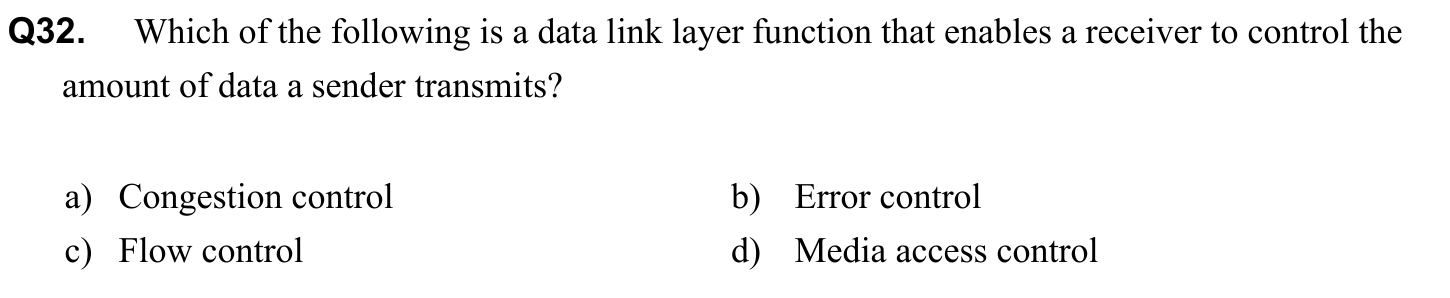 Q32. Which of the following is a data link layer function that enables a receiver to control the
amount of data a sender transmits?
a) Congestion control b) Error control
c) Flow control d) Media access control